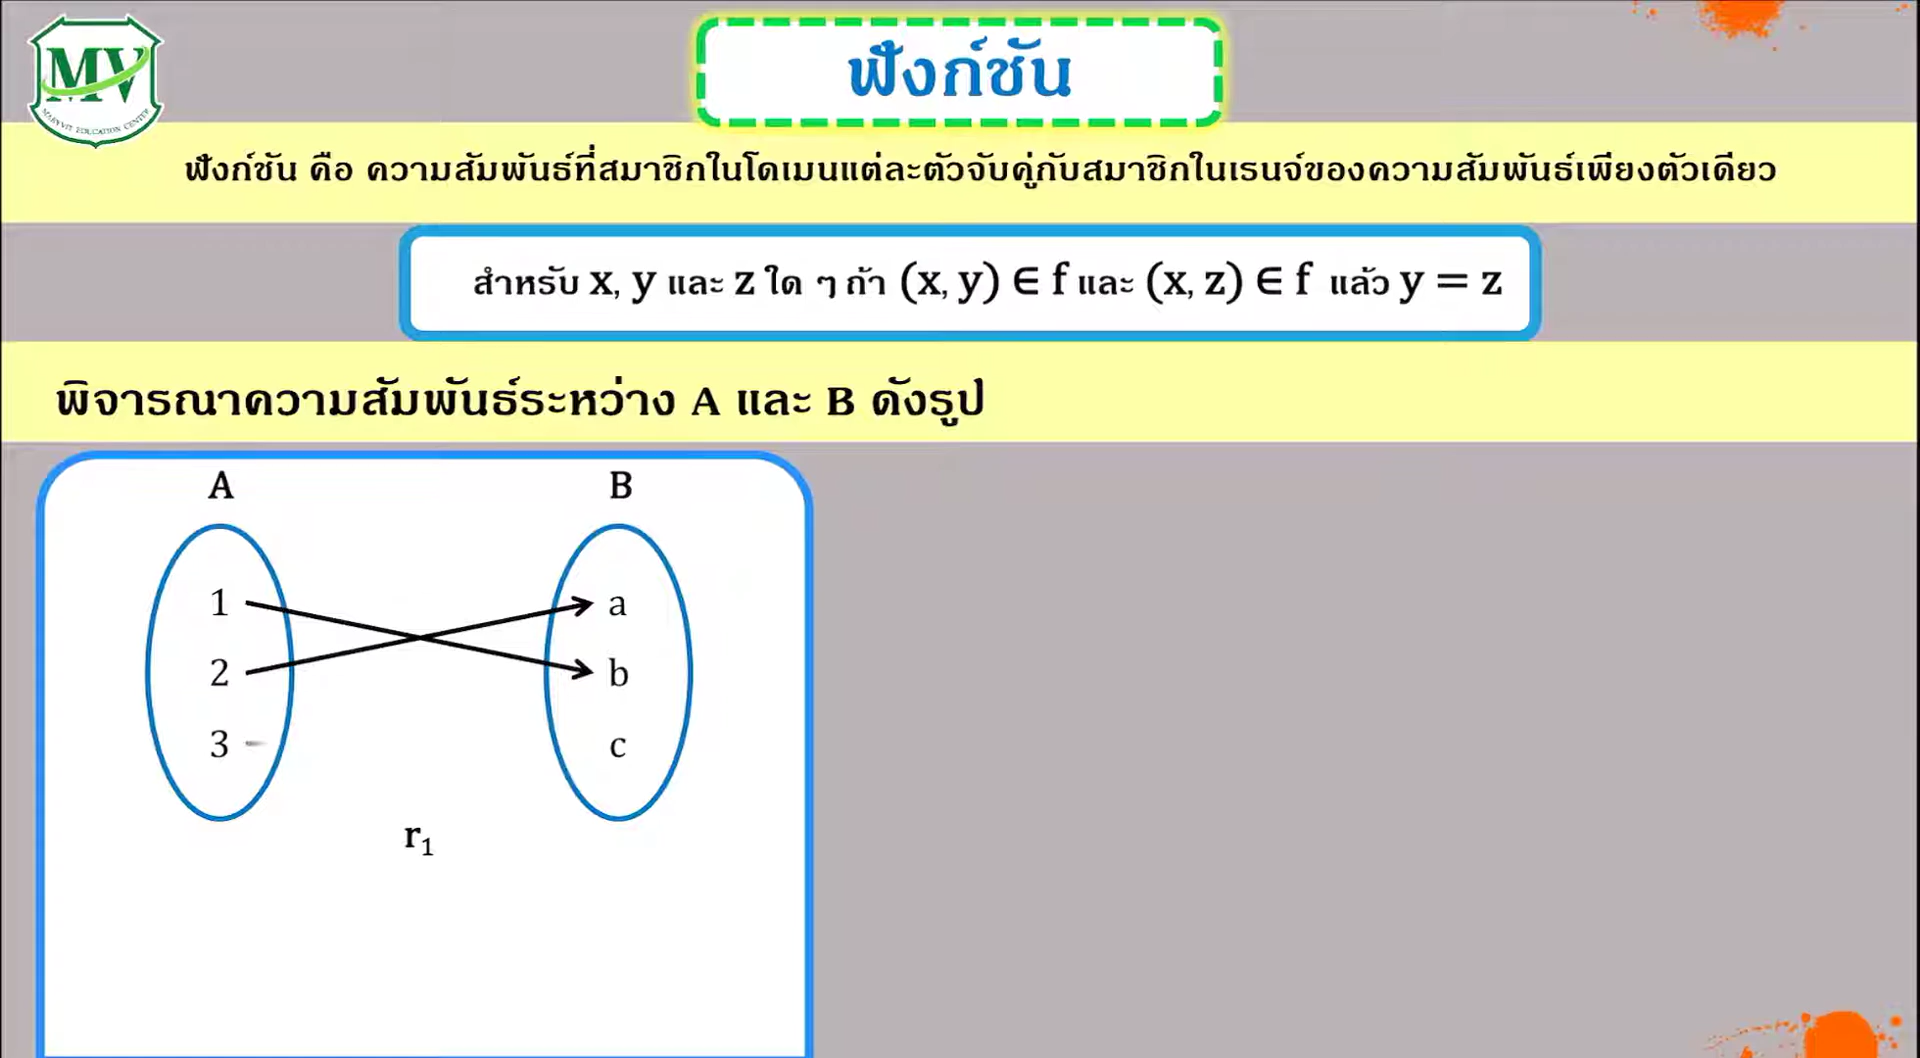 MV
MARYVIT EDUCATION CENTER
ฟังก์ชัน
ฟังก์ชัน คือ ความสัมพันธ์ที่สมาชิกในโดเมนแต่ละตัวจับคู่กับสมาชิกในเรนจ์ของความสัมพันธ์เพียงตัวเดียว
สำหรับ x, y และ z ใด ๆ ถ้า (x, y) ∈ f และ (x, z) ∈ f แล้ว y = z
พิจารณาความสัมพันธ์ระหว่าง A และ B ดังรูป
A B
1 a
2 b
3 c
r₁